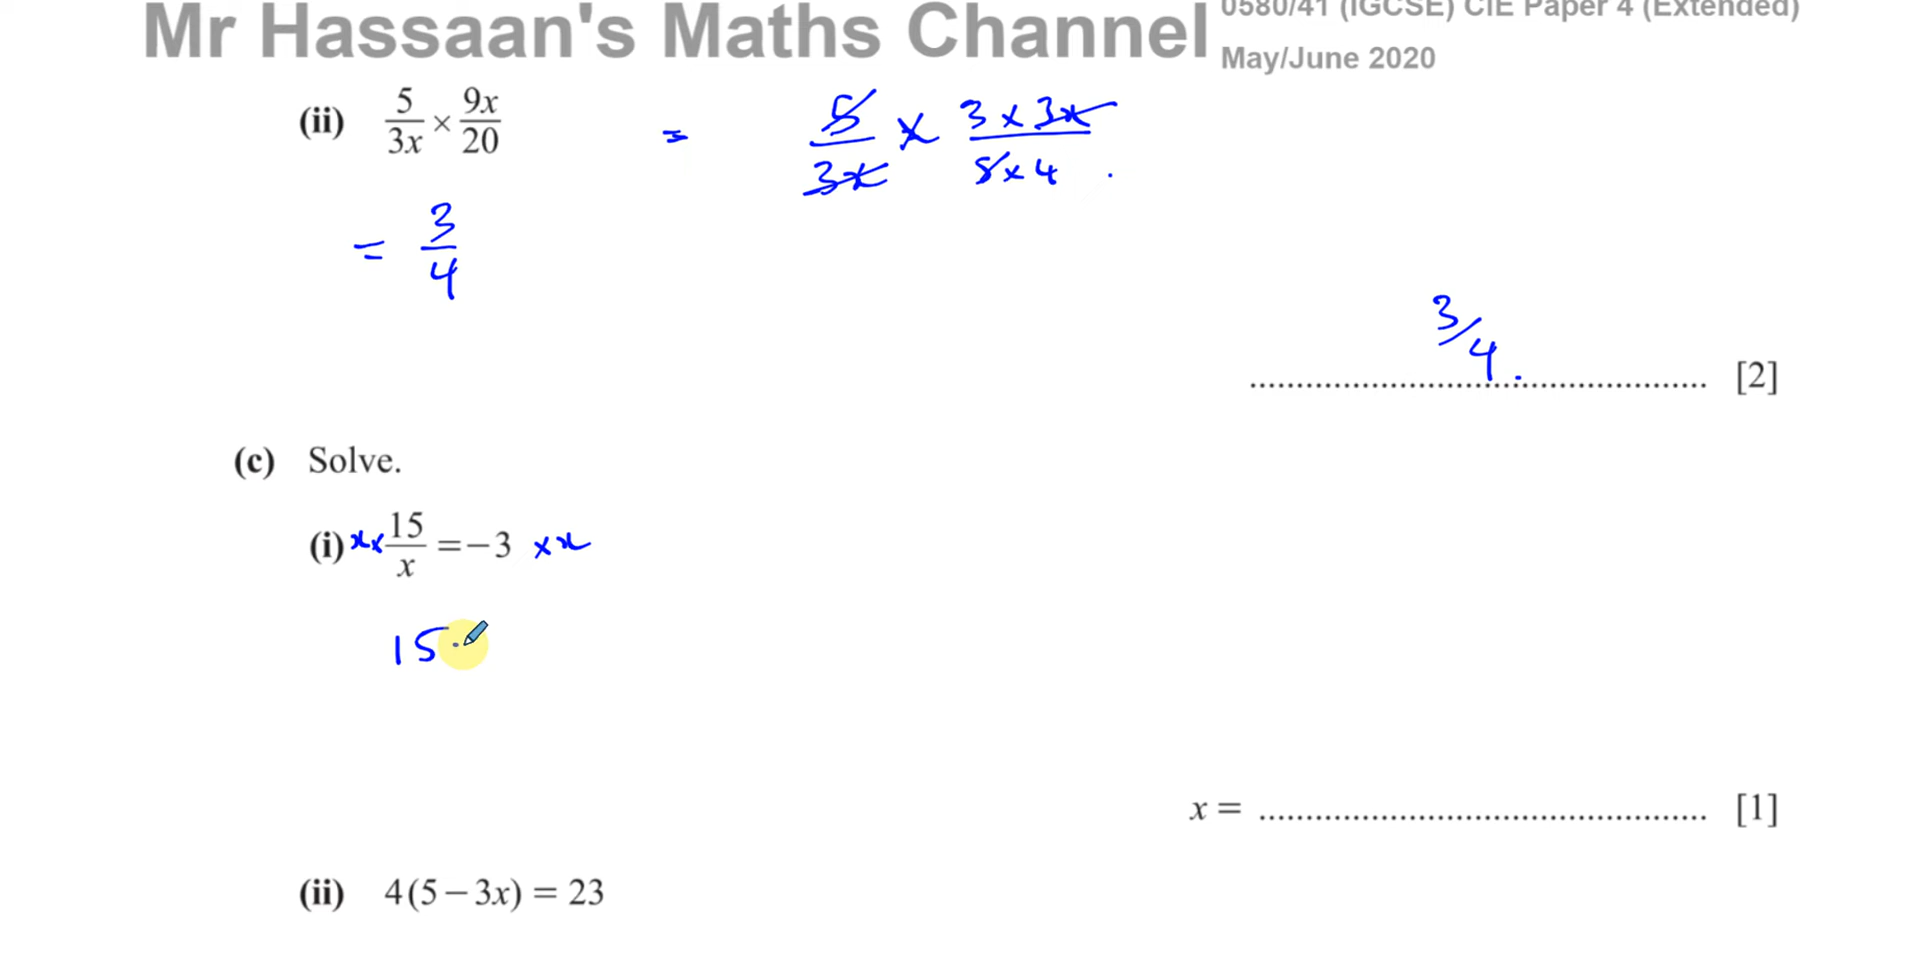 Mr Hassaan's Maths Channel
0580/41 (IGCSE) CIE Paper 4 (Extended)
May/June 2020
(ii) 5/3x × 9x/20 = 5/3x × 3 × 3x/5 × 4 .
= 3/4
3/4 . [2]
(c) Solve.
(i) x × 15/x = −3 × x
15
x = ........ [1]
(ii) 4(5 − 3x) = 23